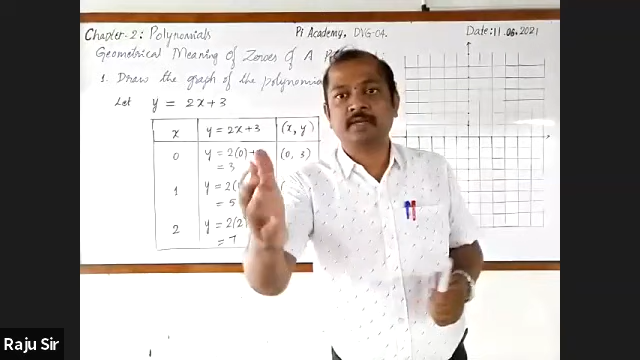 Chapter-2: Polynomials Pi Academy, DVG-04. Date:11.06.2021
Geometrical Meaning Of Zeroes Of A
1. Draw the graph of the polynomial
Let y = 2x+3
x y = 2x+3 (x, y)
0 y = 2(0)+ (0, 3)
= 3
1 y = 2(
= 5
2 y = 2(2)
= 7
Raju Sir